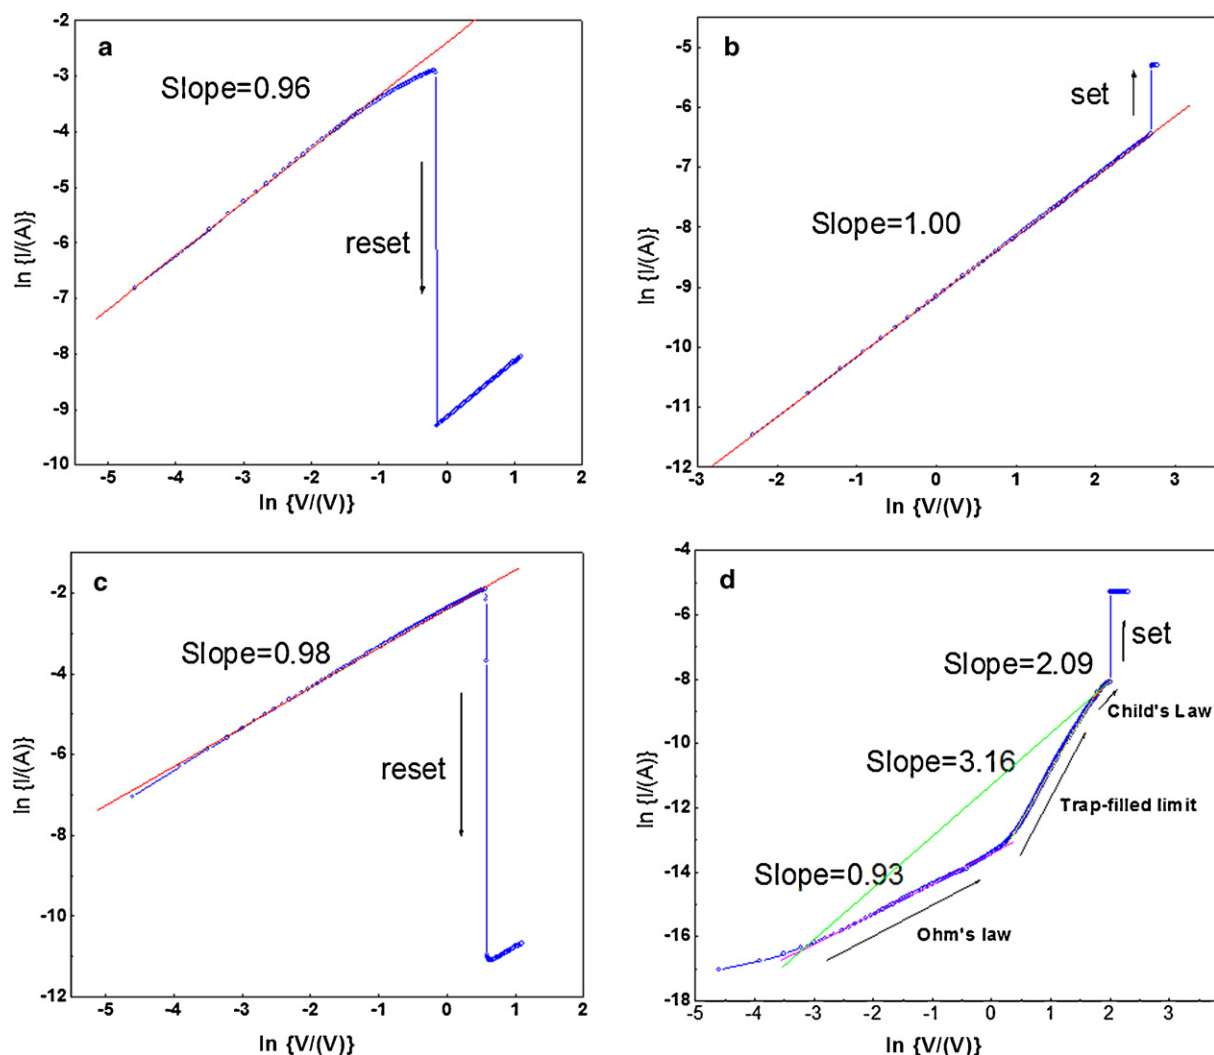 a
-2
-3
-4
-5
-6
-7
-8
-9
-10
ln {I/(A)}
Slope=0.96
reset
-5 -4 -3 -2 -1 0 1 2
ln {V/(V)}
b
-5
-6
-7
-8
-9
-10
-11
-12
ln {I/(A)}
set
Slope=1.00
-3 -2 -1 0 1 2 3
ln {V/(V)}
c
-2
-4
-6
-8
-10
-12
ln {I/(A)}
Slope=0.98
reset
-5 -4 -3 -2 -1 0 1 2
ln {V/(V)}
d
-4
-6
-8
-10
-12
-14
-16
-18
ln {I/(A)}
set
Slope=2.09
Child's Law
Slope=3.16
Trap-filled limit
Slope=0.93
Ohm's law
-5 -4 -3 -2 -1 0 1 2 3
ln {V/(V)}